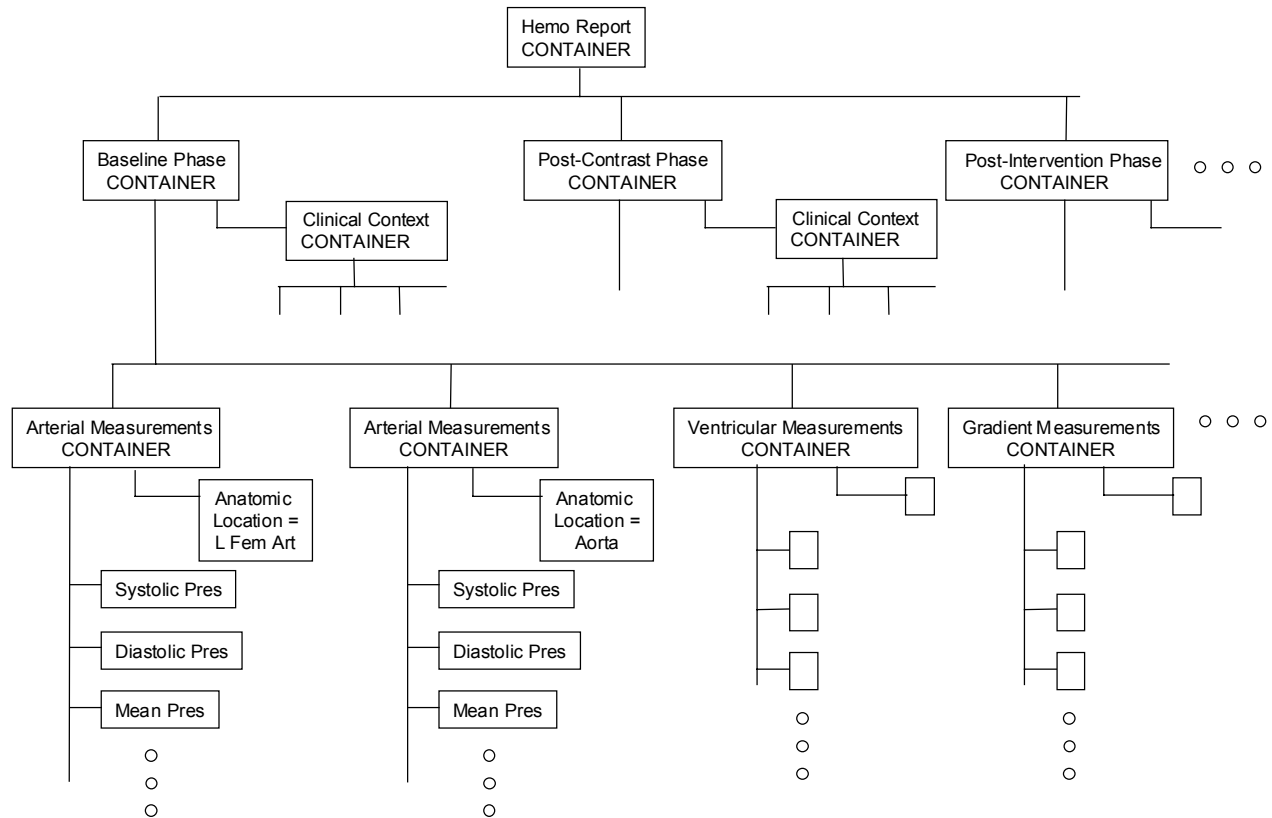 Hemo Report
CONTAINER
Baseline Phase
CONTAINER
Post-Contrast Phase
CONTAINER
Post-Intervention Phase
CONTAINER
Clinical Context
CONTAINER
Clinical Context
CONTAINER
Arterial Measurements
CONTAINER
Arterial Measurements
CONTAINER
Ventricular Measurements
CONTAINER
Gradient Measurements
CONTAINER
Anatomic
Location =
L Fem Art
Anatomic
Location =
Aorta
Systolic Pres
Systolic Pres
Diastolic Pres
Diastolic Pres
Mean Pres
Mean Pres